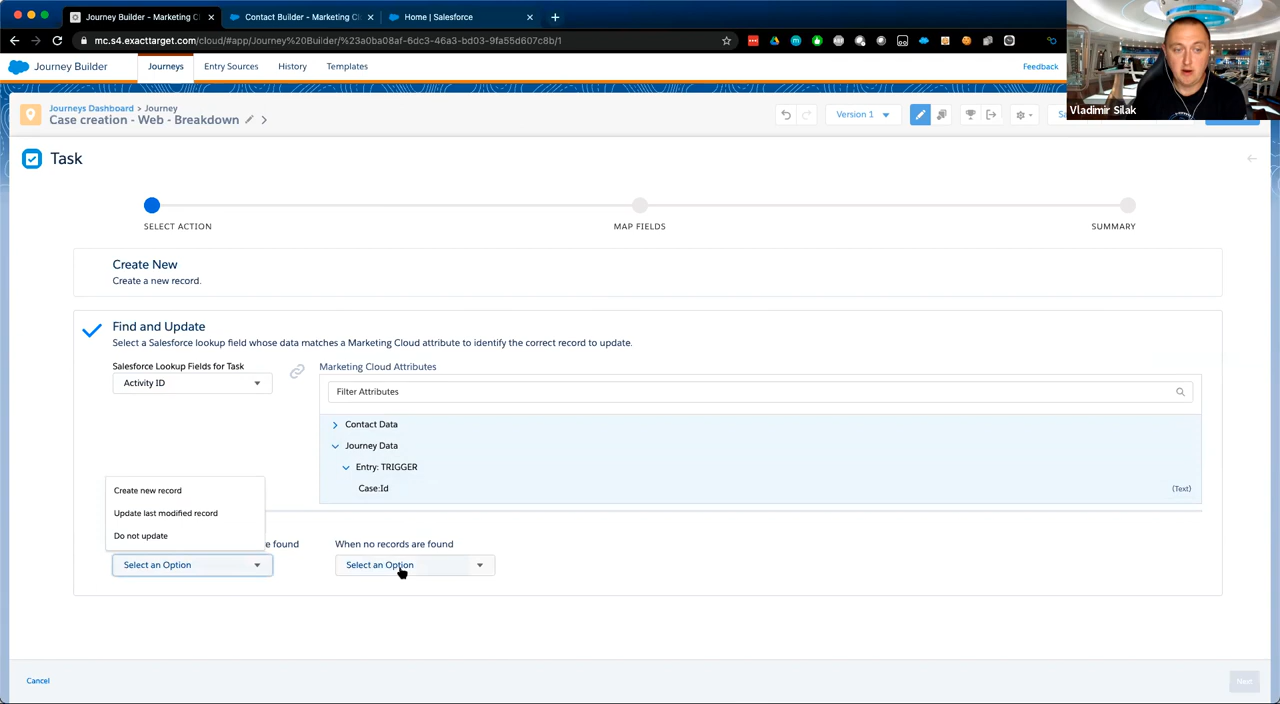 Journey Builder - Marketing Cl
Contact Builder - Marketing Cl
Home | Salesforce
mc.s4.exacttarget.com/cloud/#app/Journey%20Builder/%23a0ba08af-6dc3-46a3-bd03-9fa55d607c8b/1
Journey Builder
Journeys
Entry Sources
History
Templates
Feedback
Vladimir Silak
Journeys Dashboard > Journey
Case creation - Web - Breakdown
Version 1
Task
SELECT ACTION
MAP FIELDS
SUMMARY
Create New
Create a new record.
Find and Update
Select a Salesforce lookup field whose data matches a Marketing Cloud attribute to identify the correct record to update.
Salesforce Lookup Fields for Task
Activity ID
Marketing Cloud Attributes
Filter Attributes
Contact Data
Journey Data
Entry: TRIGGER
Case:Id
(Text)
Create new record
Update last modified record
Do not update
found
When no records are found
Select an Option
Select an Option
Cancel
Next